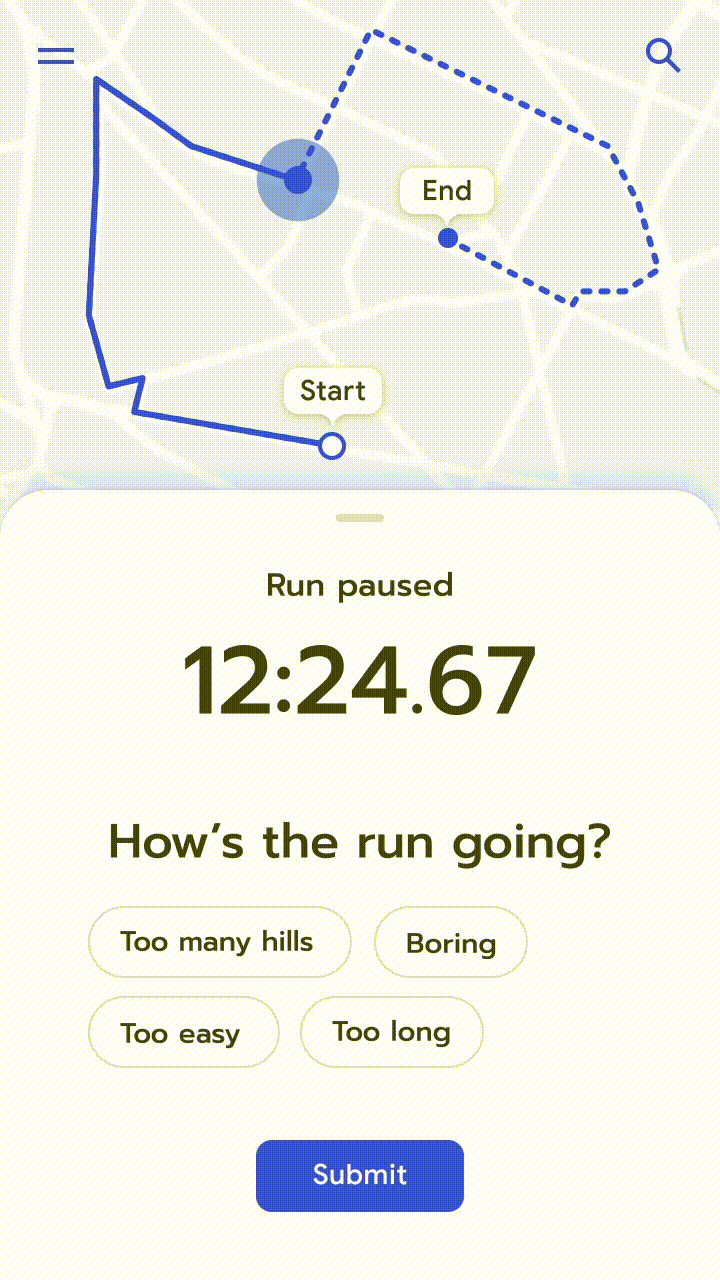 End
Start
Run paused
12:24.67
How's the run going?
Too many hills
Boring
Too easy
Too long
Submit